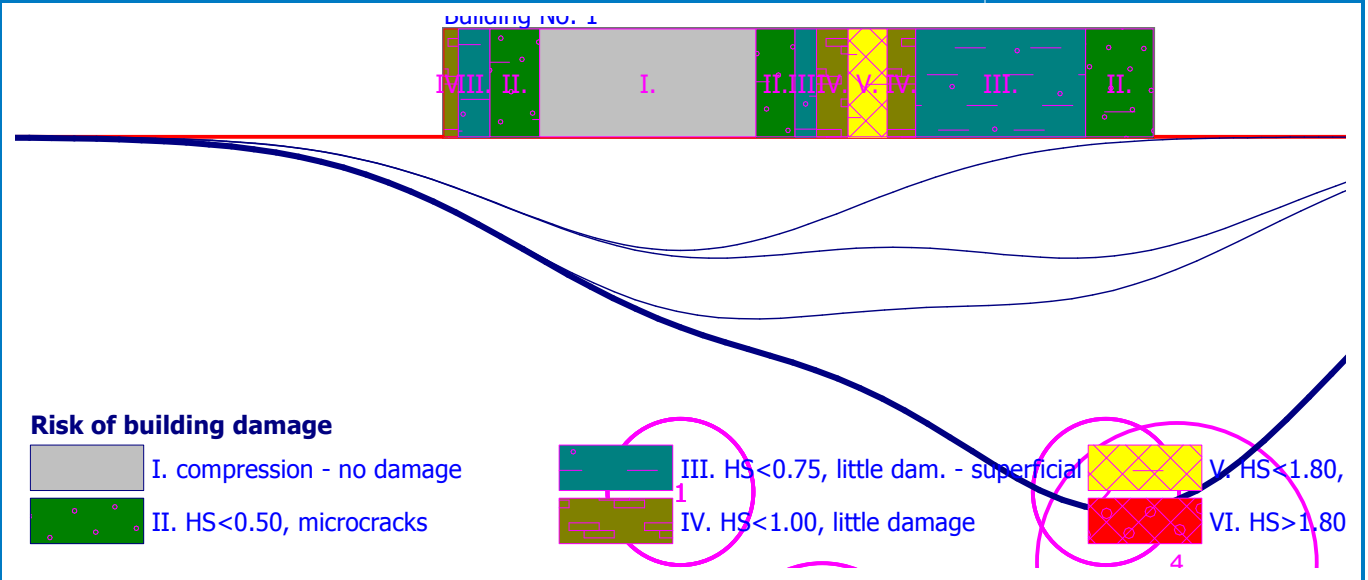 Building No. 1
IV. III. II. I. II. III. IV. V. IV. III. II.
Risk of building damage
I. compression - no damage
II. HS<0.50, microcracks
III. HS<0.75, little dam. - superficial
IV. HS<1.00, little damage
V. HS<1.80,
VI. HS>1.80
1
4